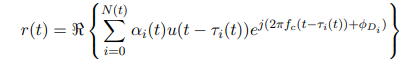 r(t) = ℜ { ∑_{i=0}^{N(t)} α_i(t)u(t − τ_i(t))e^{j(2πf_c(t−τ_i(t))+ϕ_{D_i})} }